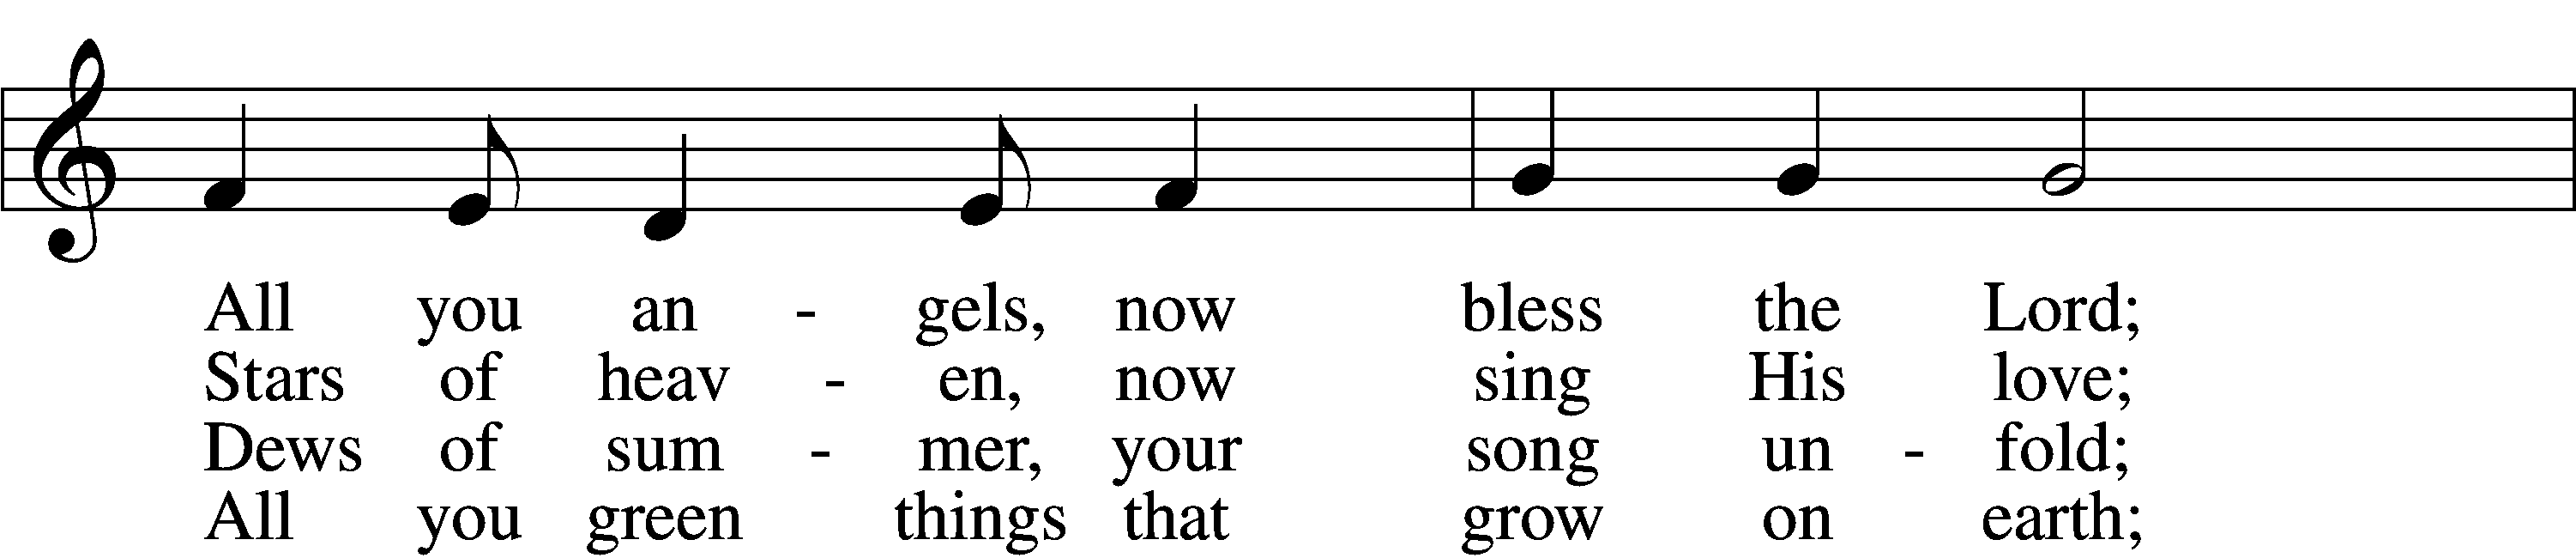 All you an - gels, now bless the Lord;
Stars of heav - en, now sing His love;
Dews of sum - mer, your song un - fold;
All you green things that grow on earth;